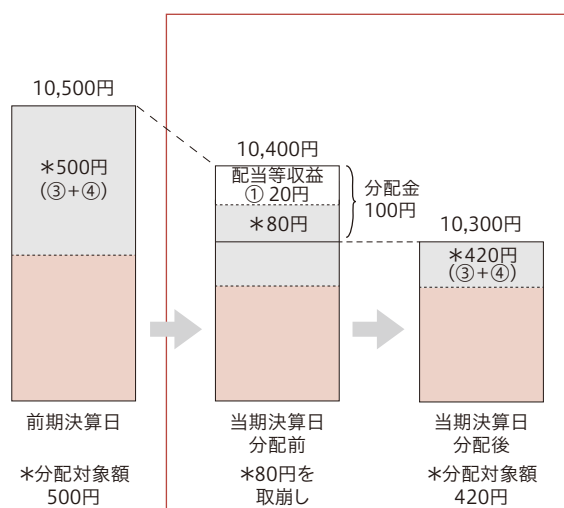 10,500円
＊500円
(③＋④)
10,400円
配当等収益
① 20円
＊80円
分配金
100円
10,300円
＊420円
(③＋④)
前期決算日
当期決算日
分配前
当期決算日
分配後
＊分配対象額
500円
＊80円を
取崩し
＊分配対象額
420円